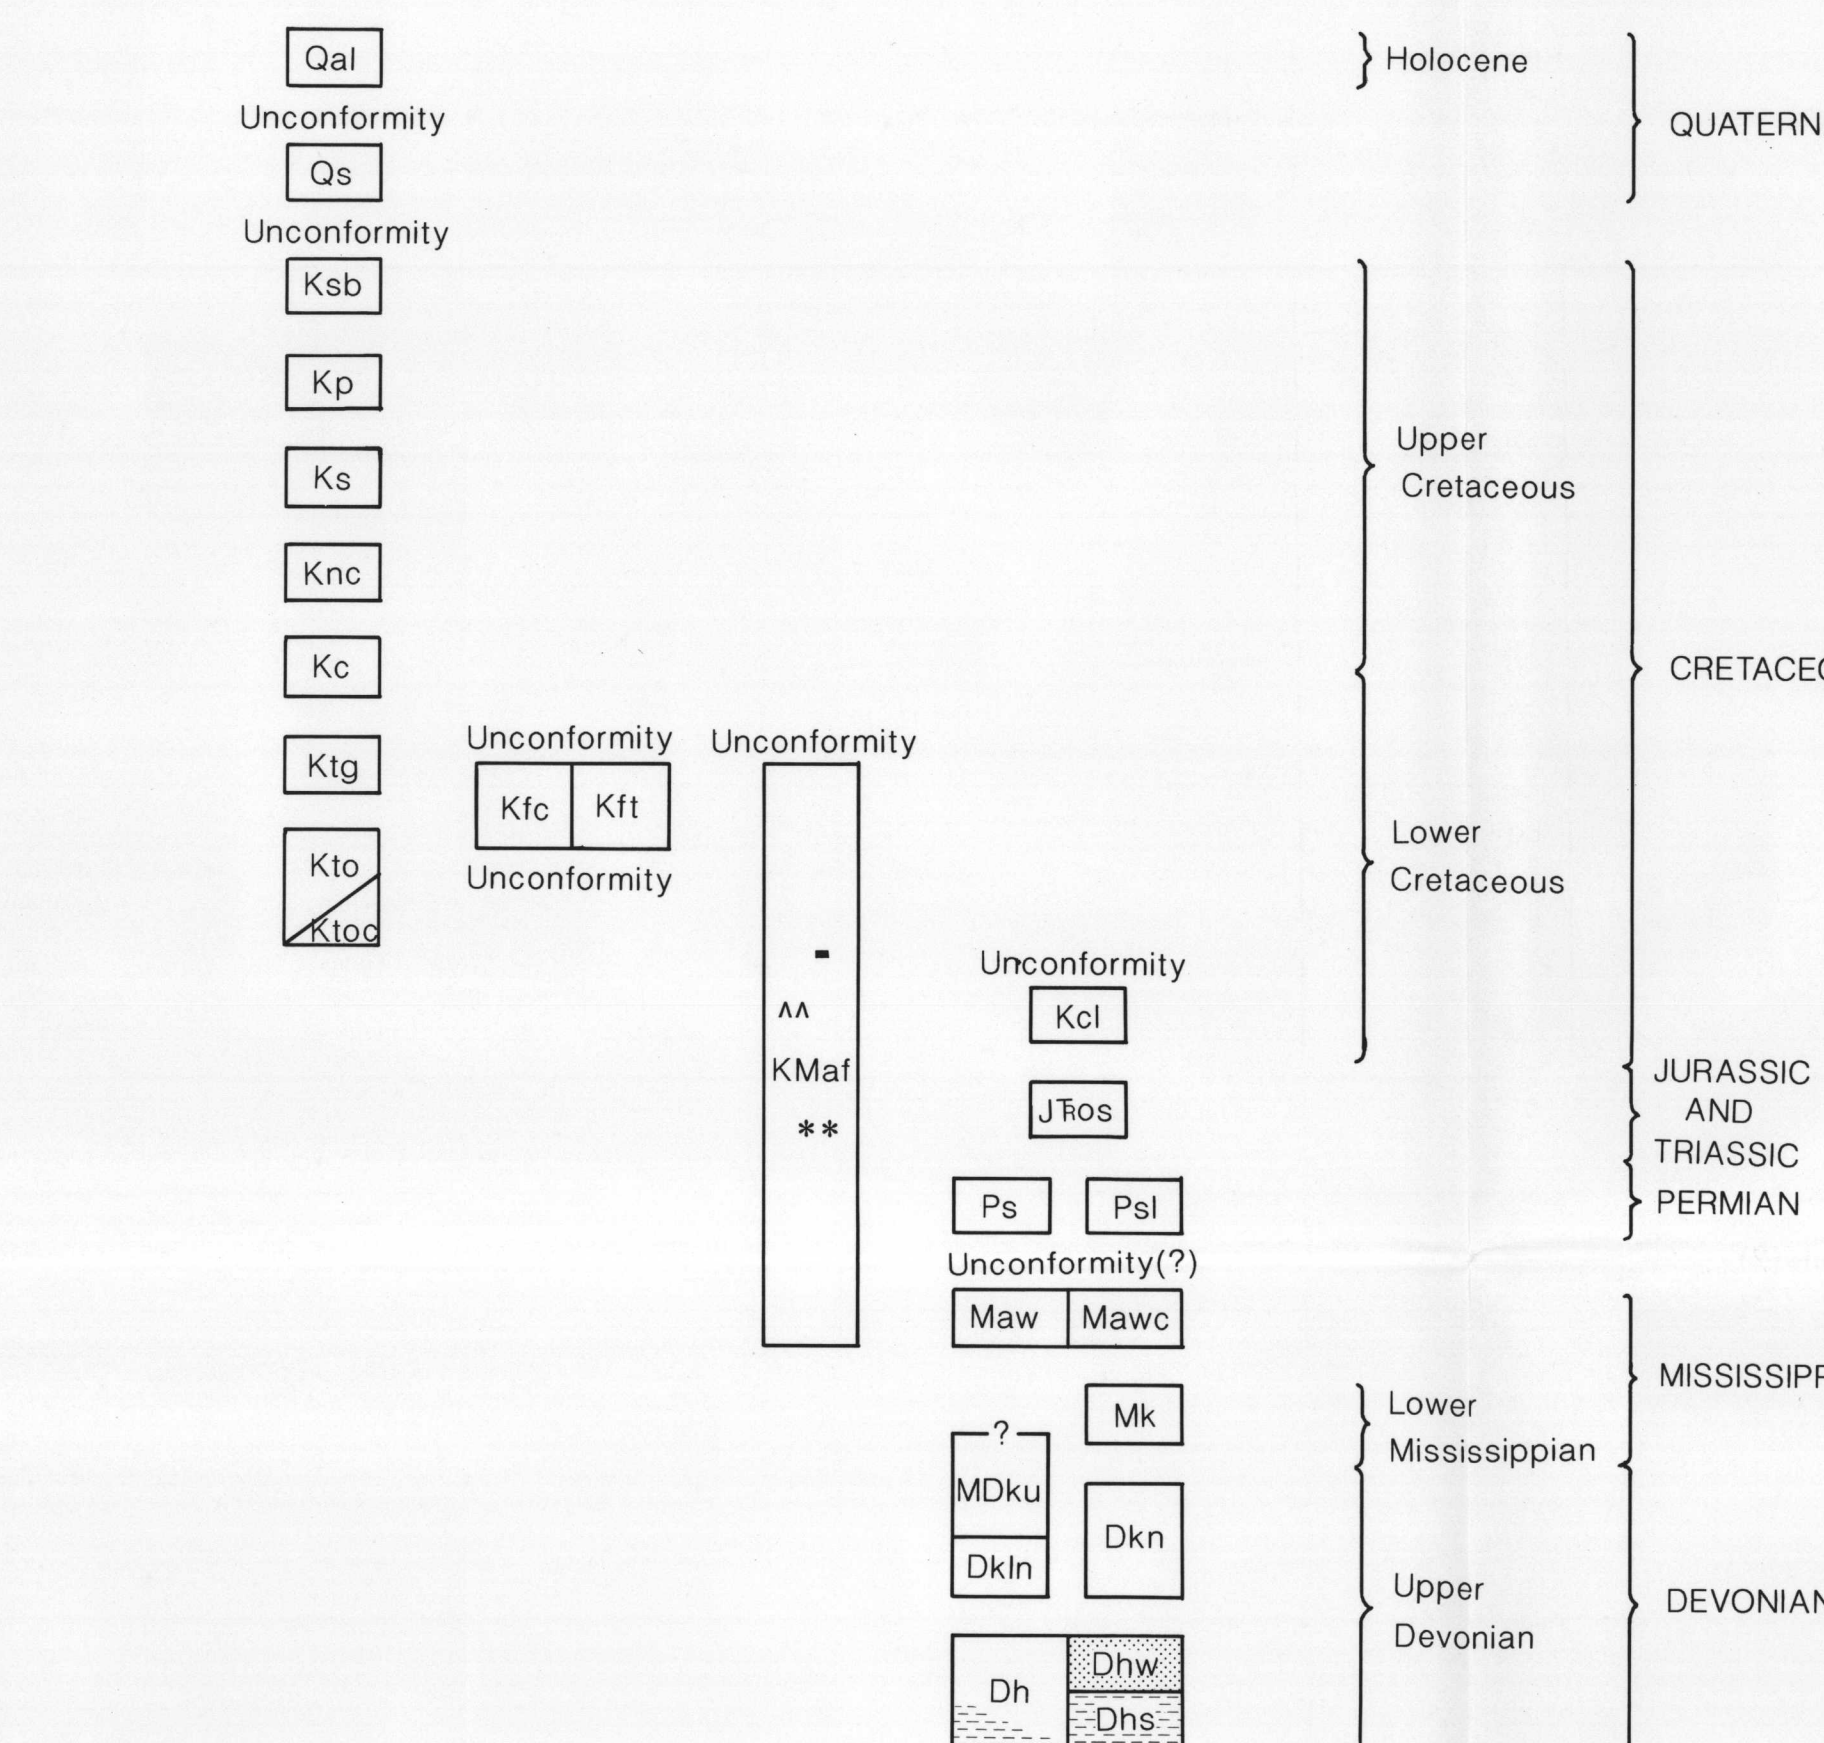 Qal
Holocene
Unconformity
QUATERN
Qs
Unconformity
Ksb
Kp
Upper
Cretaceous
Ks
Knc
Kc
CRETACEO
Unconformity Unconformity
Ktg
Kfc Kft
Lower
Cretaceous
Kto
Unconformity
Ktoc
Unconformity
^^
Kcl
KMaf
JURASSIC
AND
TRIASSIC
JTRos
**
Ps Psl
PERMIAN
Unconformity(?)
Maw Mawc
MISSISSIPP
Mk
Lower
Mississippian
?
MDku
Dkn
Dkln
Upper
Devonian
DEVONIAN
Dhw
Dh
Dhs